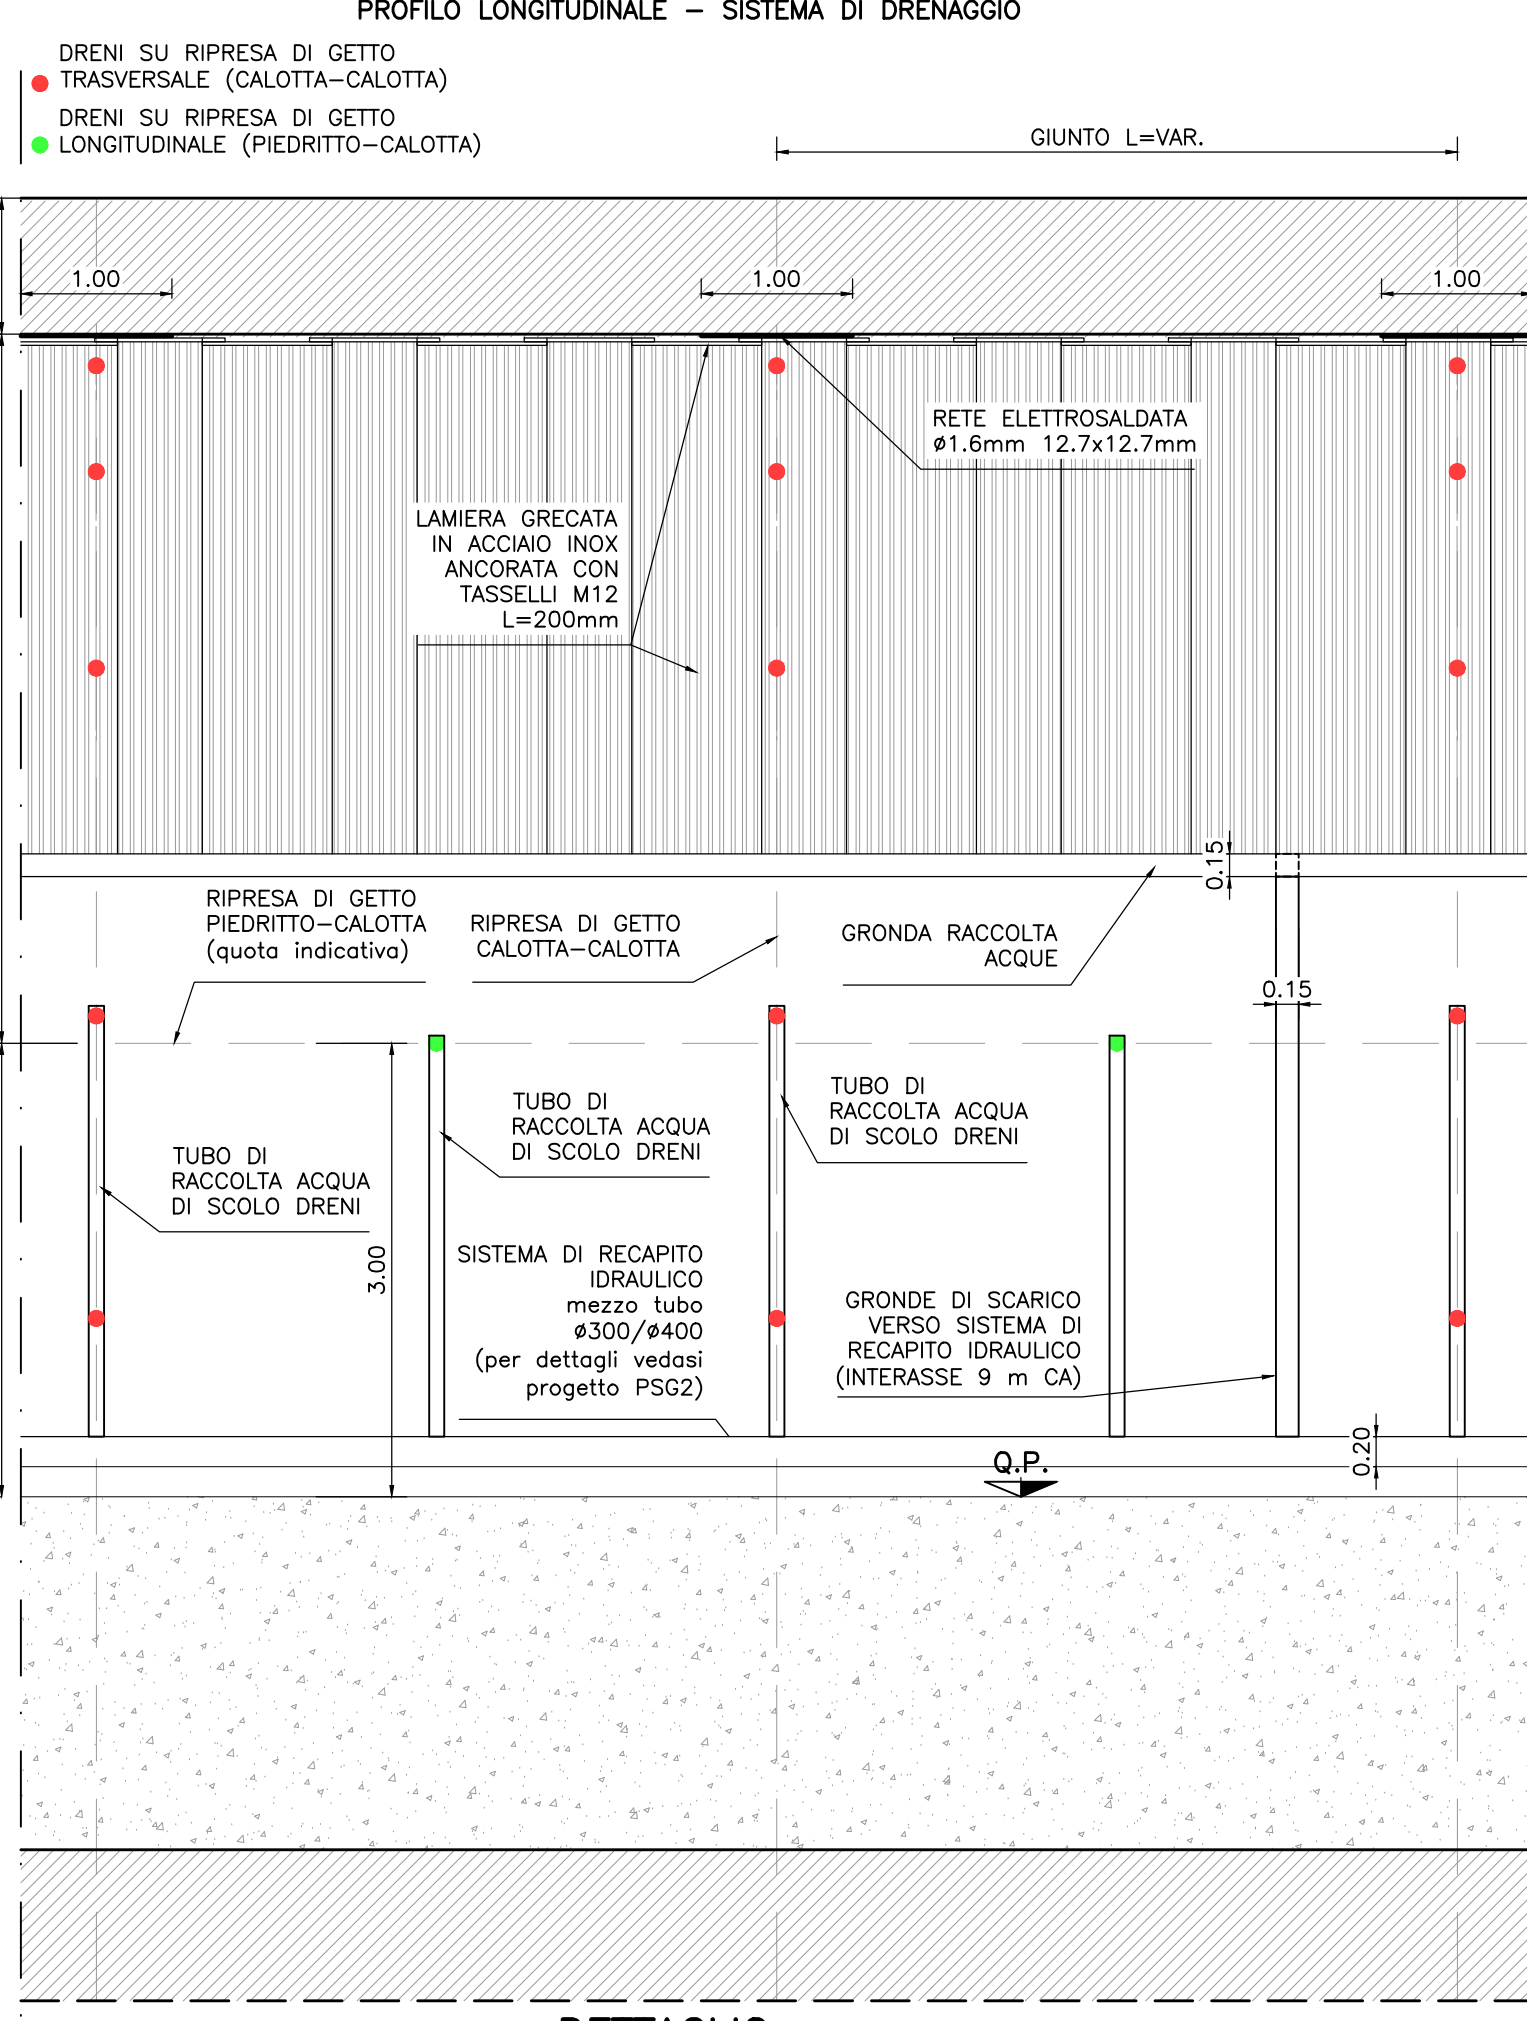 PROFILO LONGITUDINALE – SISTEMA DI DRENAGGIO
DRENI SU RIPRESA DI GETTO
TRASVERSALE (CALOTTA–CALOTTA)
DRENI SU RIPRESA DI GETTO
LONGITUDINALE (PIEDRITTO–CALOTTA)
GIUNTO L=VAR.
1.00
1.00
1.00
RETE ELETTROSALDATA
ø1.6mm 12.7x12.7mm
LAMIERA GRECATA
IN ACCIAIO INOX
ANCORATA CON
TASSELLI M12
L=200mm
0.15
RIPRESA DI GETTO
PIEDRITTO–CALOTTA
(quota indicativa)
RIPRESA DI GETTO
CALOTTA–CALOTTA
GRONDA RACCOLTA
ACQUE
0.15
TUBO DI
RACCOLTA ACQUA
DI SCOLO DRENI
TUBO DI
RACCOLTA ACQUA
DI SCOLO DRENI
TUBO DI
RACCOLTA ACQUA
DI SCOLO DRENI
3.00
SISTEMA DI RECAPITO
IDRAULICO
mezzo tubo
ø300/ø400
(per dettagli vedasi
progetto PSG2)
GRONDE DI SCARICO
VERSO SISTEMA DI
RECAPITO IDRAULICO
(INTERASSE 9 m CA)
0.20
Q.P.